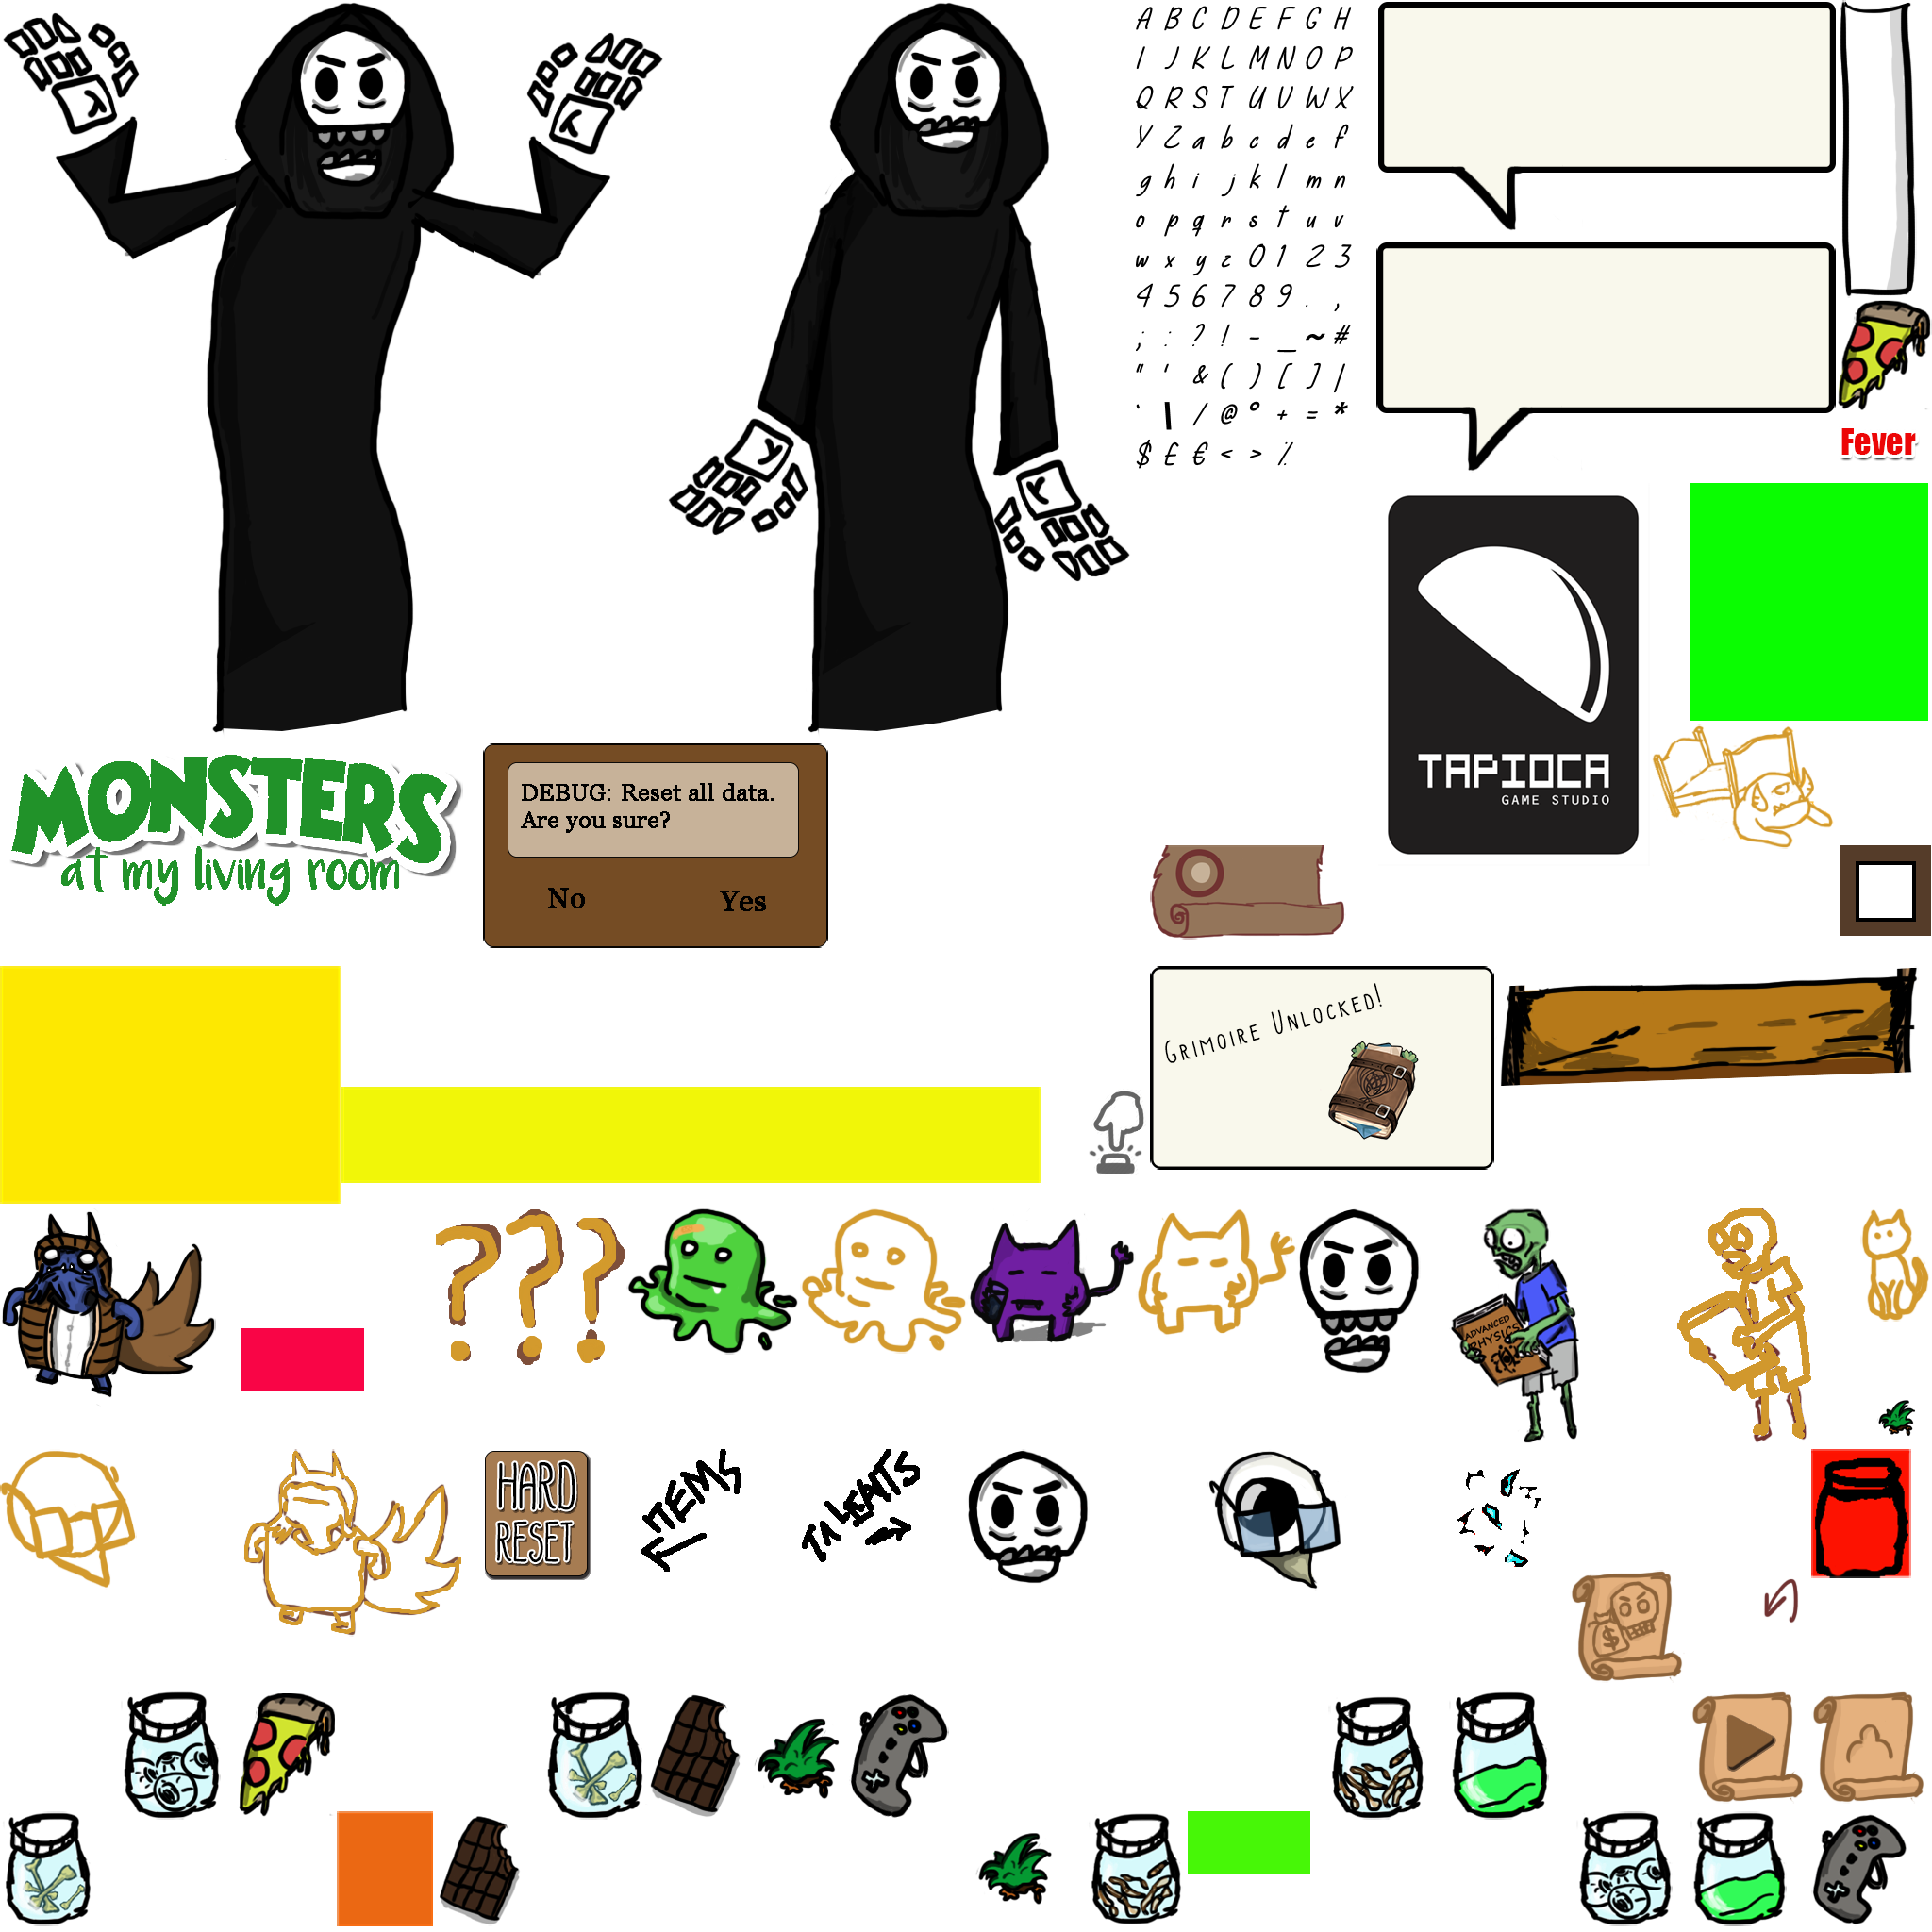 A B C D E F G H
I J K L M N O P
Q R S T U V W X
Y Z a b c d e f
g h i j k l m n
o p q r s t u v
w x y z 0 1 2 3
4 5 6 7 8 9 . ,
; : ? ! - _ ~ #
" ' & ( ) [ ] |
` \ / @ ° + = *
$ £ € < > %
Fever
TAPIOCA
GAME STUDIO
MONSTERS
at my living room
DEBUG: Reset all data.
Are you sure?
No Yes
GRIMOIRE UNLOCKED!
???
ADVANCED
PHYSICS
HARD
RESET
ITEMS
TALENTS
$